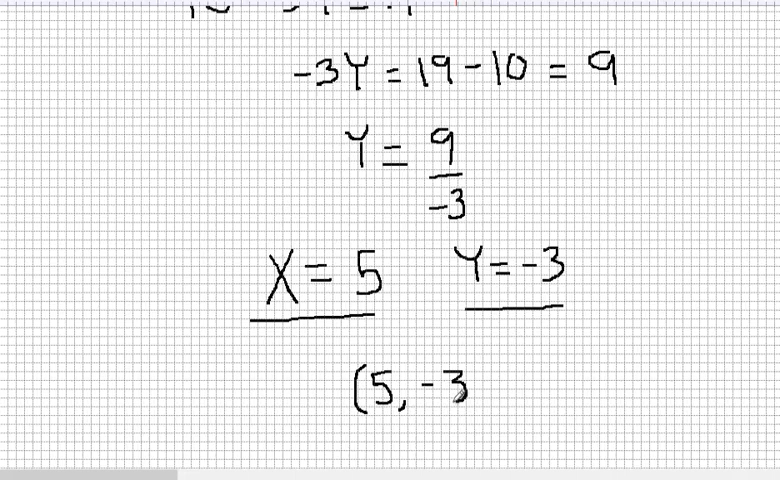 -3Y = 19 - 10 = 9
Y = 9
-3
X = 5 Y = -3
(5, -3